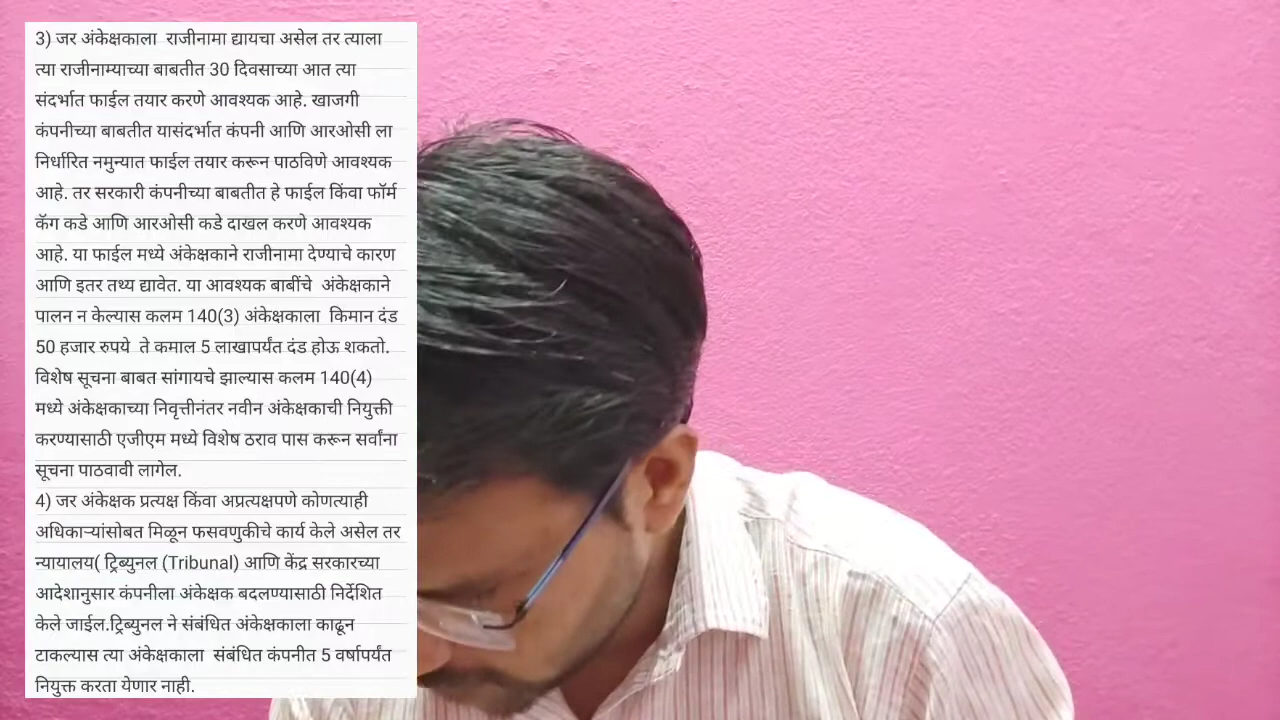 3) जर अंकेक्षकाला राजीनामा द्यायचा असेल तर त्याला
त्या राजीनाम्याच्या बाबतीत 30 दिवसाच्या आत त्या
संदर्भात फाईल तयार करणे आवश्यक आहे. खाजगी
कंपनीच्या बाबतीत यासंदर्भात कंपनी आणि आरओसी ला
निर्धारित नमुन्यात फाईल तयार करून पाठविणे आवश्यक
आहे. तर सरकारी कंपनीच्या बाबतीत हे फाईल किंवा फॉर्म
कॅग कडे आणि आरओसी कडे दाखल करणे आवश्यक
आहे. या फाईल मध्ये अंकेक्षकाने राजीनामा देण्याचे कारण
आणि इतर तथ्य द्यावेत. या आवश्यक बाबींचे अंकेक्षकाने
पालन न केल्यास कलम 140(3) अंकेक्षकाला किमान दंड
50 हजार रुपये ते कमाल 5 लाखापर्यंत दंड होऊ शकतो.
विशेष सूचना बाबत सांगायचे झाल्यास कलम 140(4)
मध्ये अंकेक्षकाच्या निवृत्तीनंतर नवीन अंकेक्षकाची नियुक्ती
करण्यासाठी एजीएम मध्ये विशेष ठराव पास करून सर्वांना
सूचना पाठवावी लागेल.
4) जर अंकेक्षक प्रत्यक्ष किंवा अप्रत्यक्षपणे कोणत्याही
अधिकाऱ्यांसोबत मिळून फसवणुकीचे कार्य केले असेल तर
न्यायालय( ट्रिब्युनल (Tribunal) आणि केंद्र सरकारच्या
आदेशानुसार कंपनीला अंकेक्षक बदलण्यासाठी निर्देशित
केले जाईल.ट्रिब्युनल ने संबंधित अंकेक्षकाला काढून
टाकल्यास त्या अंकेक्षकाला संबंधित कंपनीत 5 वर्षापर्यंत
नियुक्त करता येणार नाही.